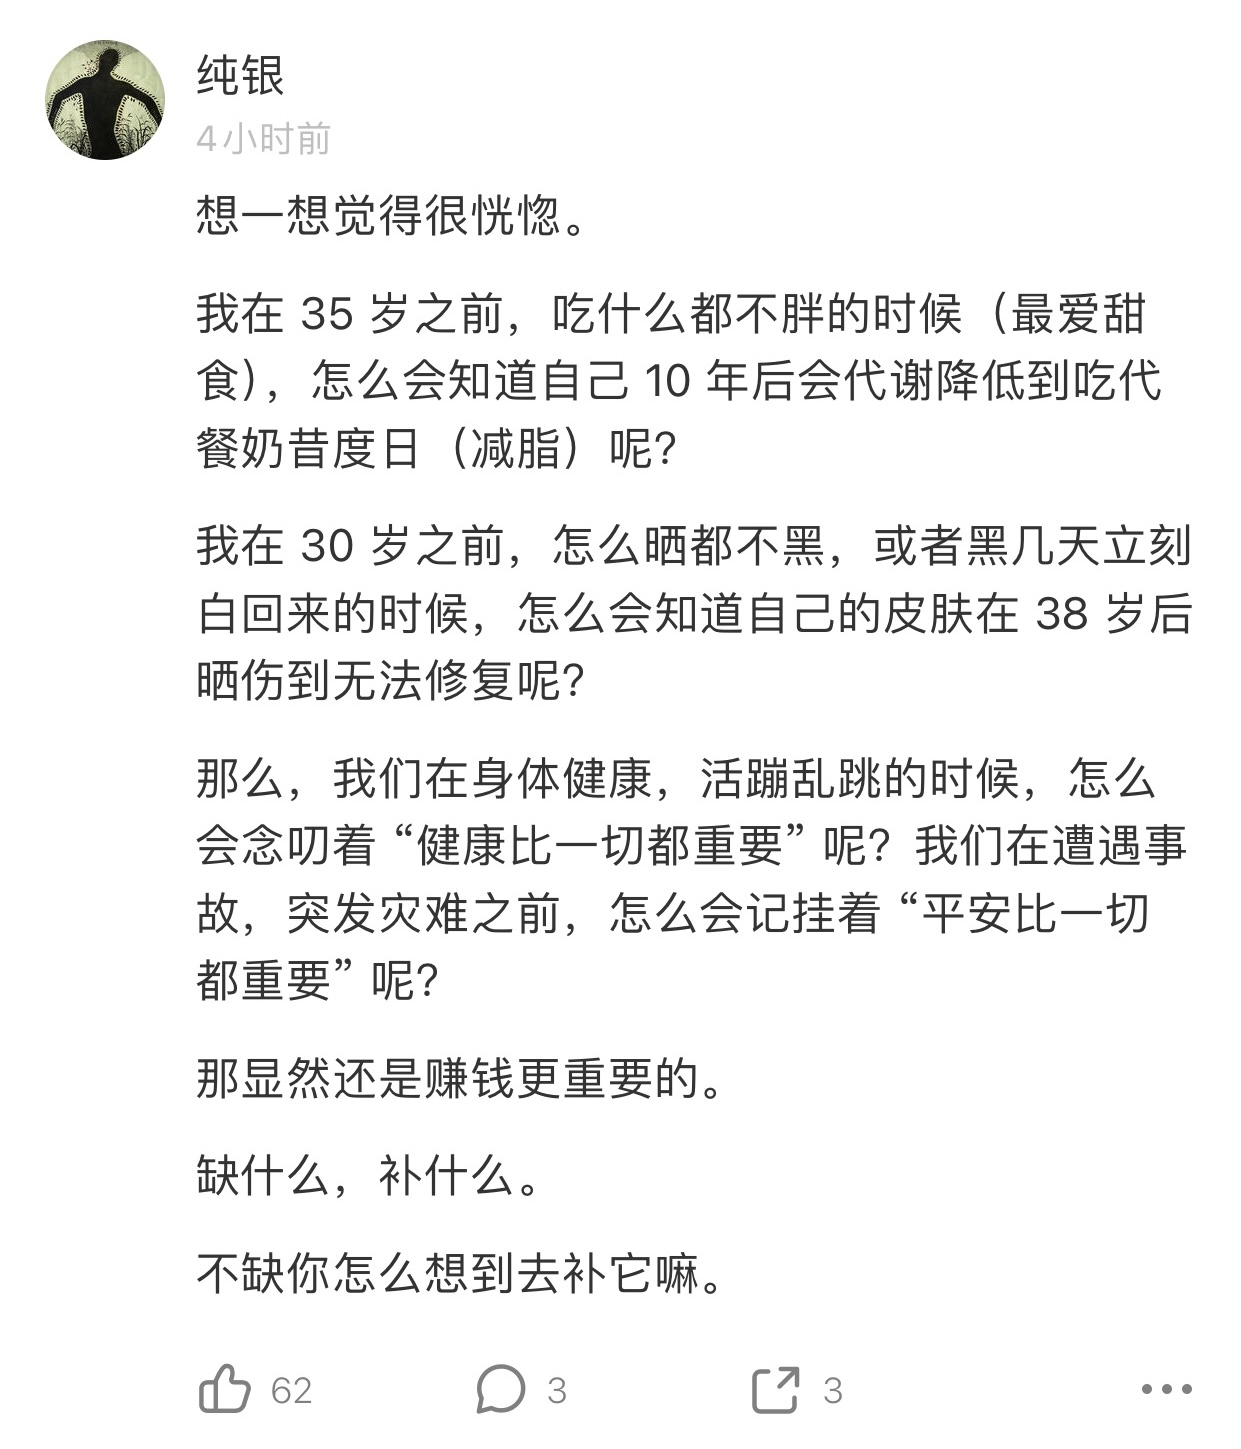 纯银
4小时前
想一想觉得很恍惚。
我在 35 岁之前，吃什么都不胖的时候（最爱甜
食），怎么会知道自己 10 年后会代谢降低到吃代
餐奶昔度日（减脂）呢?
我在 30 岁之前，怎么晒都不黑，或者黑几天立刻
白回来的时候，怎么会知道自己的皮肤在 38 岁后
晒伤到无法修复呢?
那么，我们在身体健康，活蹦乱跳的时候，怎么
会念叨着 “健康比一切都重要” 呢? 我们在遭遇事
故，突发灾难之前，怎么会记挂着 “平安比一切
都重要” 呢?
那显然还是赚钱更重要的。
缺什么，补什么。
不缺你怎么想到去补它嘛。
62 3 3